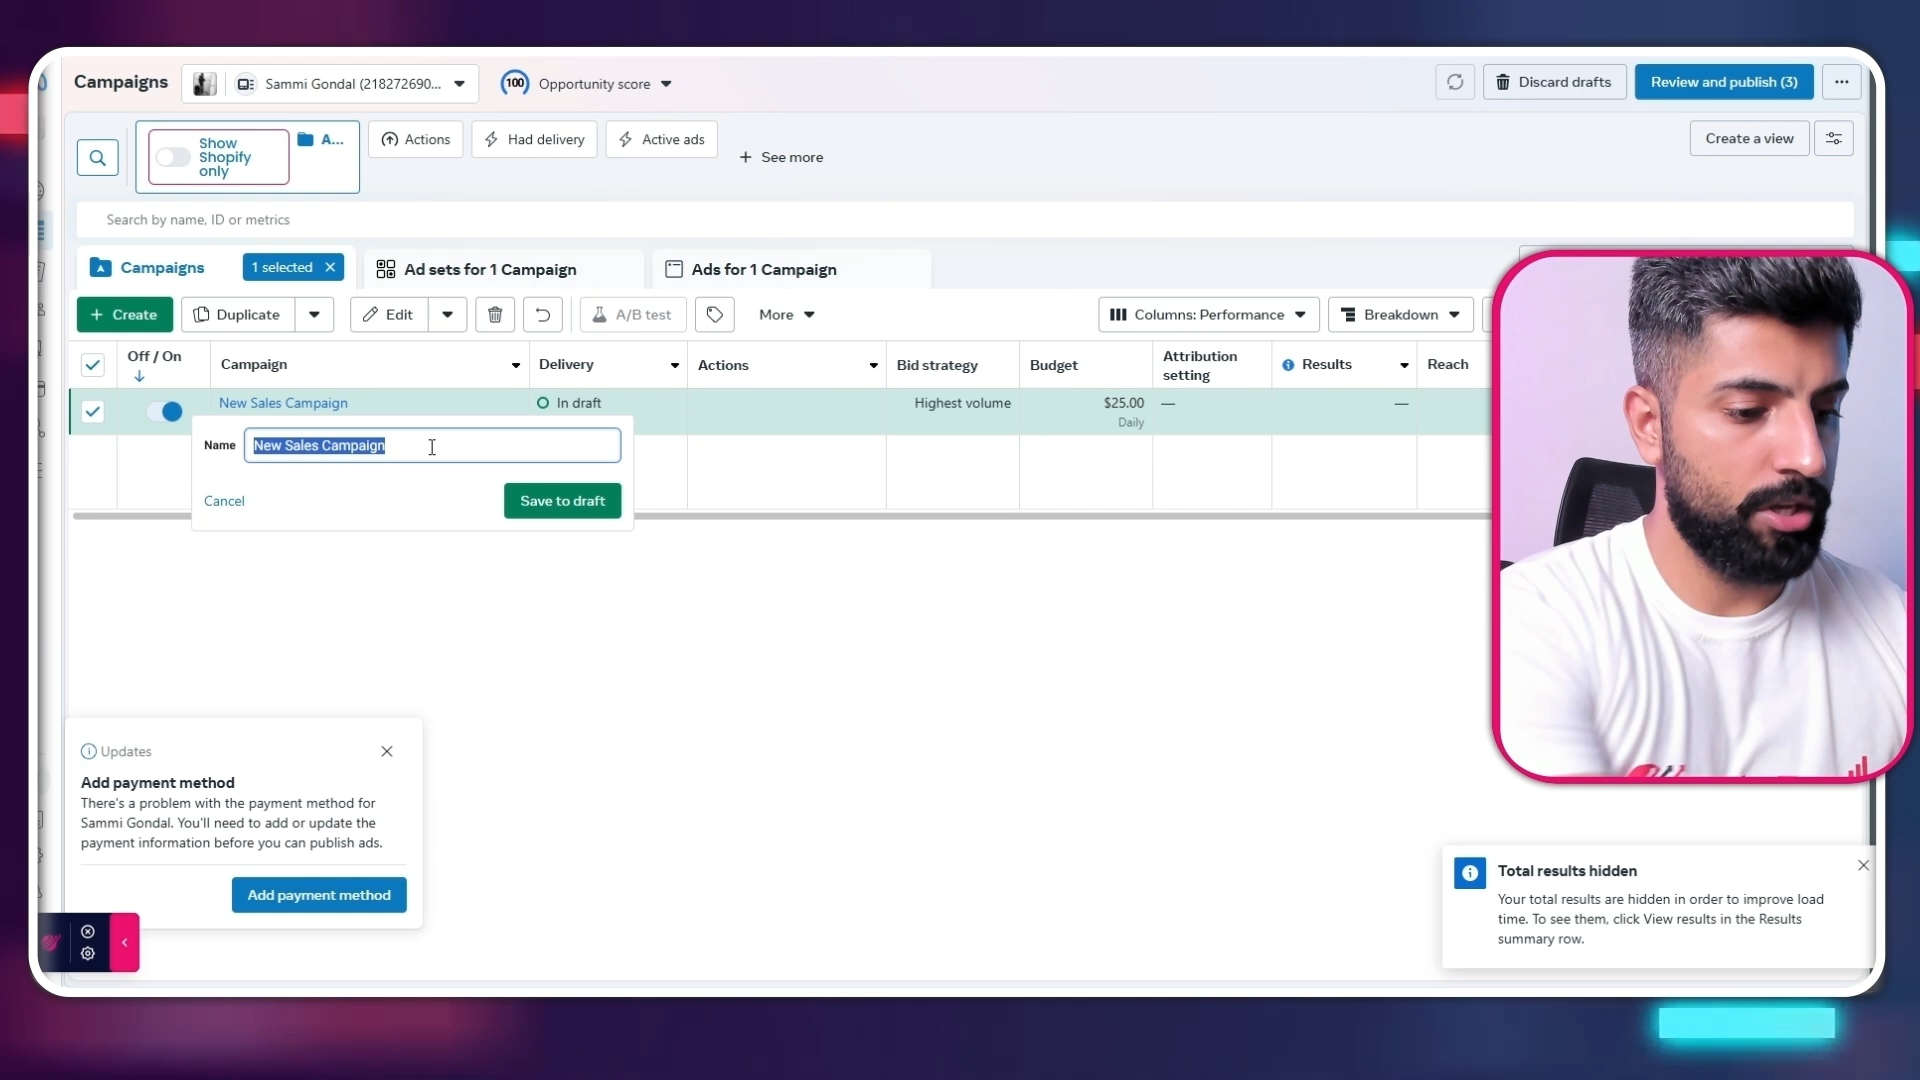 Campaigns
Sammi Gondal (218272690...
100
Opportunity score
Discard drafts
Review and publish (3)
Show
Shopify
only
A...
Actions
Had delivery
Active ads
See more
Create a view
Search by name, ID or metrics
Campaigns
1 selected
Ad sets for 1 Campaign
Ads for 1 Campaign
Create
Duplicate
Edit
A/B test
More
Columns: Performance
Breakdown
Off / On
Campaign
Delivery
Actions
Bid strategy
Budget
Attribution
setting
Results
Reach
New Sales Campaign
In draft
Highest volume
$25.00
Daily
—
—
Name
New Sales Campaign
Cancel
Save to draft
Updates
Add payment method
There's a problem with the payment method for
Sammi Gondal. You'll need to add or update the
payment information before you can publish ads.
Add payment method
Total results hidden
Your total results are hidden in order to improve load
time. To see them, click View results in the Results
summary row.